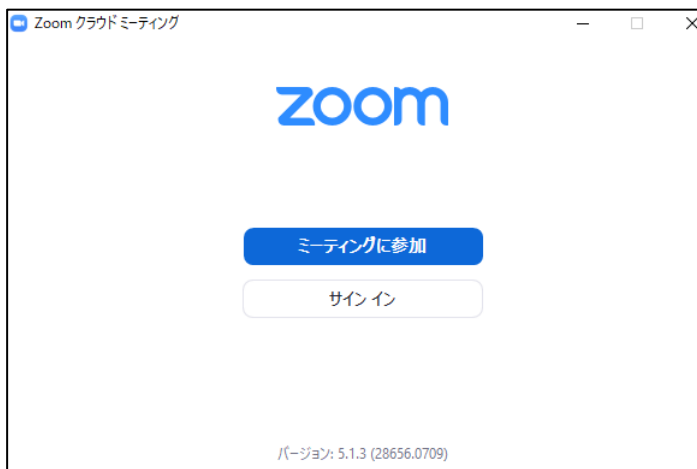 Zoom クラウド ミーティング
zoom
ミーティングに参加
サイン イン
バージョン: 5.1.3 (28656.0709)